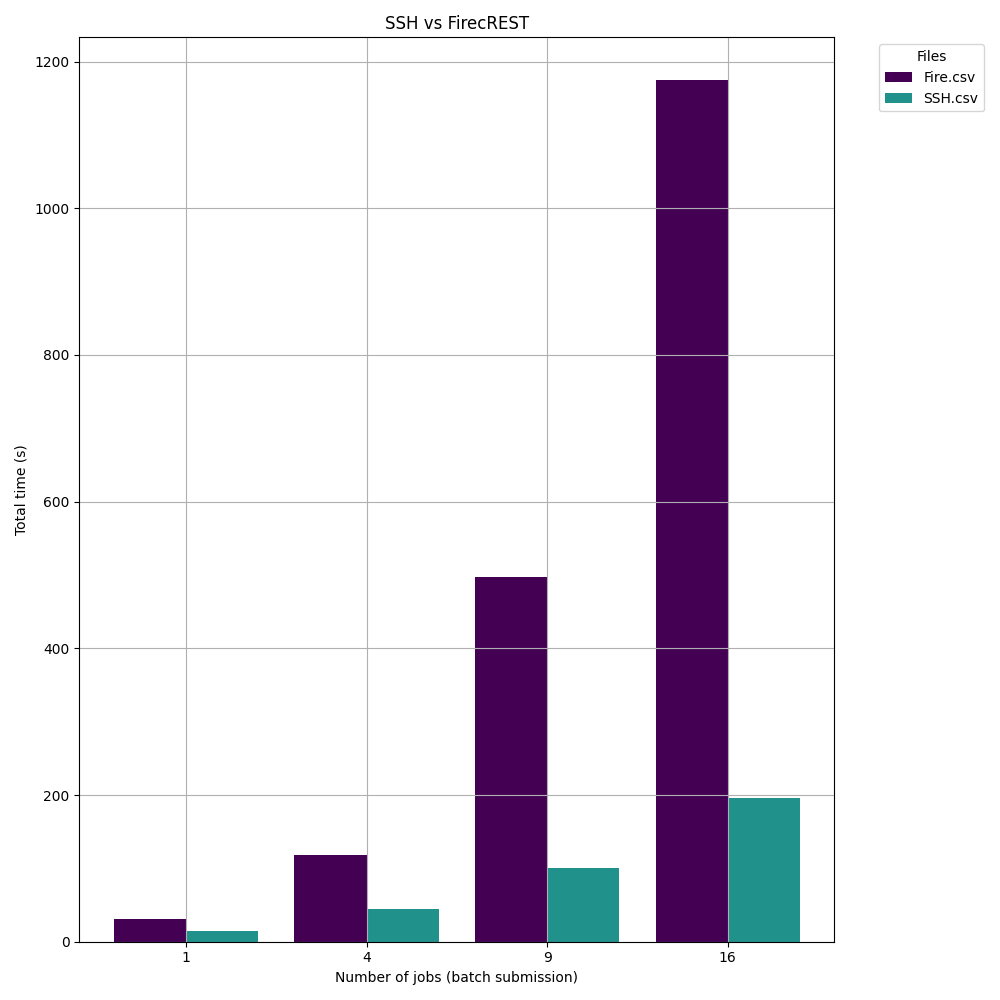 SSH vs FirecREST
Files
Fire.csv
SSH.csv
Total time (s)
1200
1000
800
600
400
200
0
1 4 9 16
Number of jobs (batch submission)